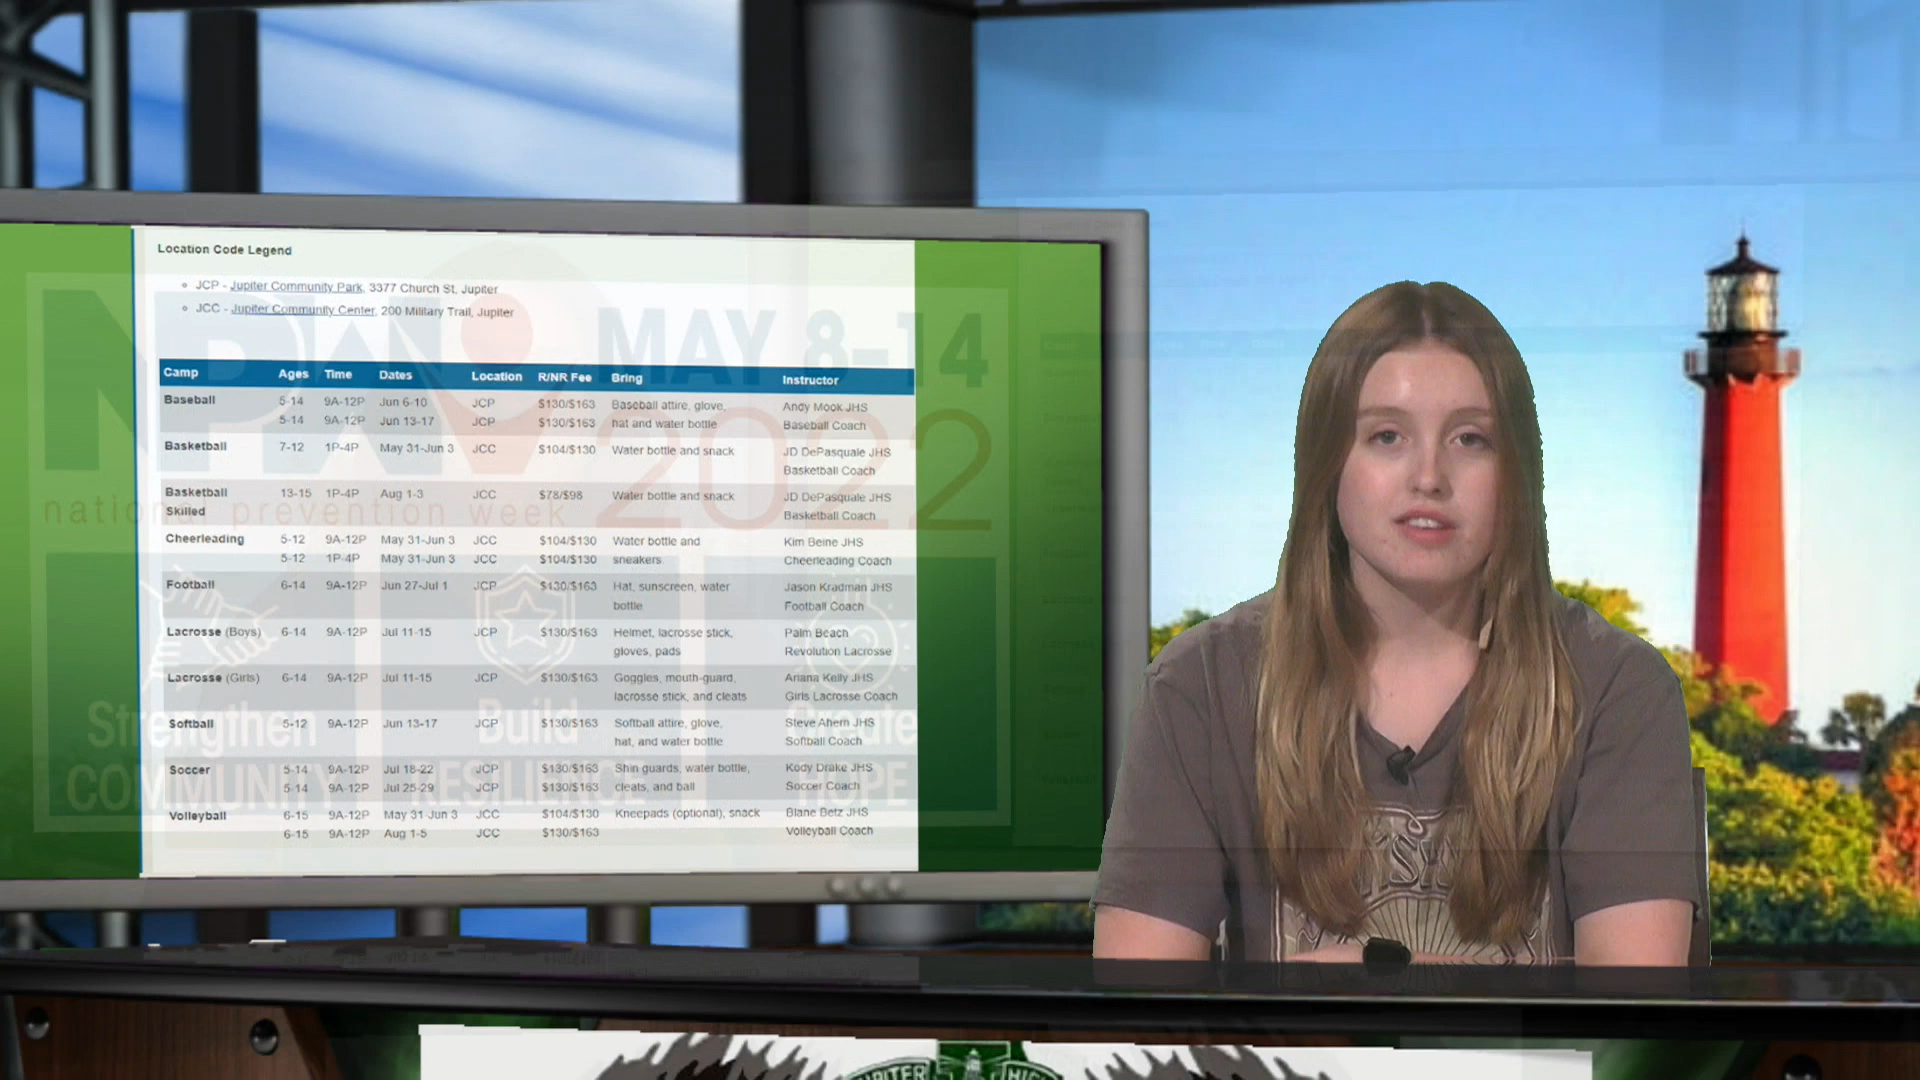 Location Code Legend
JCP - Jupiter Community Park, 3377 Church St, Jupiter
JCC - Jupiter Community Center, 200 Military Trail, Jupiter
Camp Ages Time Dates Location R/NR Fee Bring Instructor
Baseball 5-14 9A-12P Jun 6-10 JCP $130/$163 Baseball attire, glove, Andy Mook JHS
5-14 9A-12P Jun 13-17 JCP $130/$163 hat and water bottle Baseball Coach
Basketball 7-12 1P-4P May 31-Jun 3 JCC $104/$130 Water bottle and snack JD DePasquale JHS
Basketball Coach
Basketball 13-15 1P-4P Aug 1-3 JCC $78/$98 Water bottle and snack JD DePasquale JHS
Skilled Basketball Coach
Cheerleading 5-12 9A-12P May 31-Jun 3 JCC $104/$130 Water bottle and Kim Beine JHS
5-12 1P-4P May 31-Jun 3 JCC $104/$130 sneakers Cheerleading Coach
Football 6-14 9A-12P Jun 27-Jul 1 JCP $130/$163 Hat, sunscreen, water Jason Kradman JHS
bottle Football Coach
Lacrosse (Boys) 6-14 9A-12P Jul 11-15 JCP $130/$163 Helmet, lacrosse stick, Palm Beach
gloves, pads Revolution Lacrosse
Lacrosse (Girls) 6-14 9A-12P Jul 11-15 JCP $130/$163 Goggles, mouth-guard, Ariana Kelly JHS
lacrosse stick, and cleats Girls Lacrosse Coach
Softball 5-12 9A-12P Jun 13-17 JCP $130/$163 Softball attire, glove, Steve Ahern JHS
hat, and water bottle Softball Coach
Soccer 5-14 9A-12P Jul 18-22 JCP $130/$163 Shin guards, water bottle, Kody Drake JHS
5-14 9A-12P Jul 25-29 JCP $130/$163 cleats, and ball Soccer Coach
Volleyball 6-15 9A-12P May 31-Jun 3 JCC $104/$130 Kneepads (optional), snack Blane Betz JHS
6-15 9A-12P Aug 1-5 JCC $130/$163 Volleyball Coach
NPW MAY 8-14
2022
national prevention week
Strengthen
COMMUNITY
Build
RESILIENCE
Create
HOPE
JUPITER HIGH